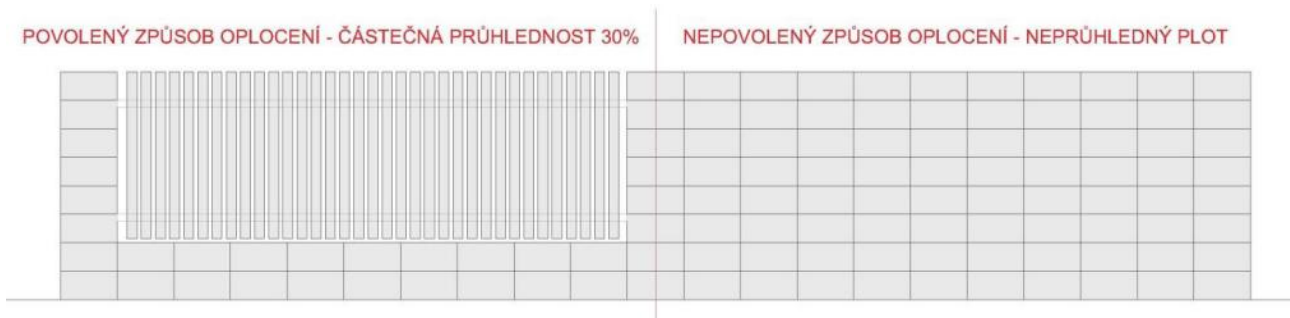 POVOLENÝ ZPŮSOB OPLOCENÍ - ČÁSTEČNÁ PRŮHLEDNOST 30%
NEPOVOLENÝ ZPŮSOB OPLOCENÍ - NEPRŮHLEDNÝ PLOT